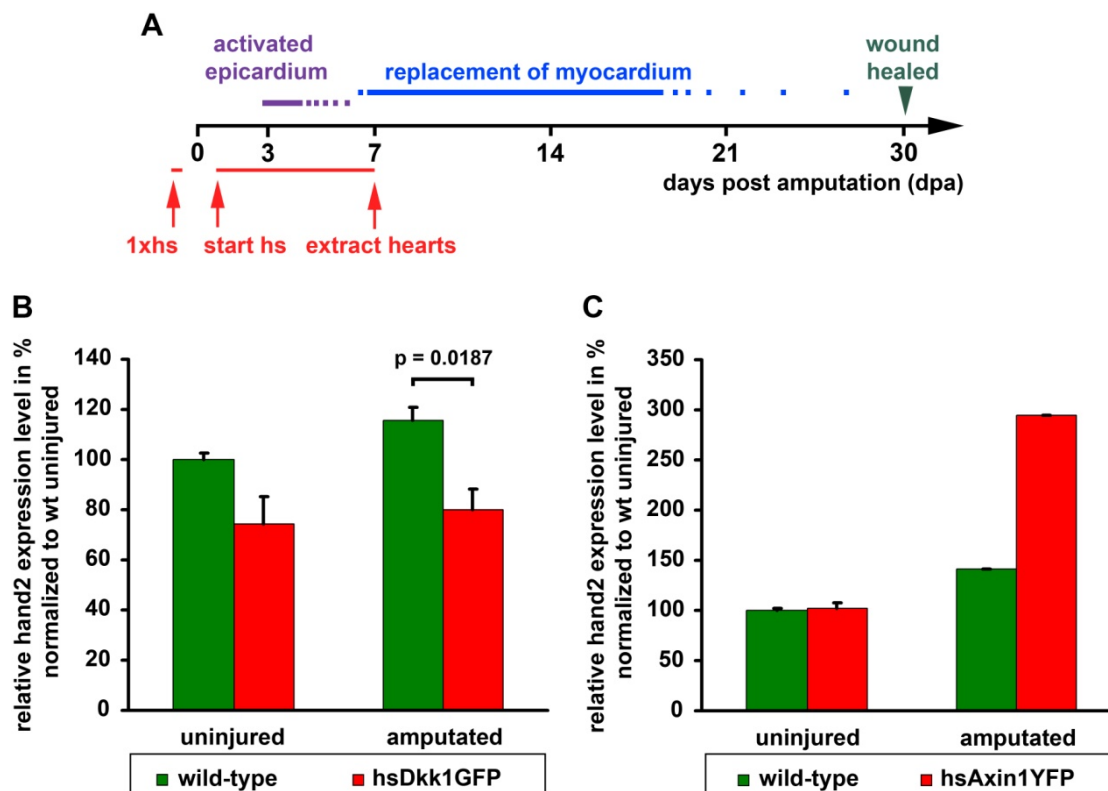 A
activated
epicardium
replacement of myocardium
wound
healed
0 3 7 14 21 30
days post amputation (dpa)
1xhs start hs extract hearts
B
relative hand2 expression level in %
normalized to wt uninjured
140
120
100
80
60
40
20
0
p = 0.0187
uninjured amputated
wild-type hsDkk1GFP
C
relative hand2 expression level in %
normalized to wt uninjured
350
300
250
200
150
100
50
0
uninjured amputated
wild-type hsAxin1YFP